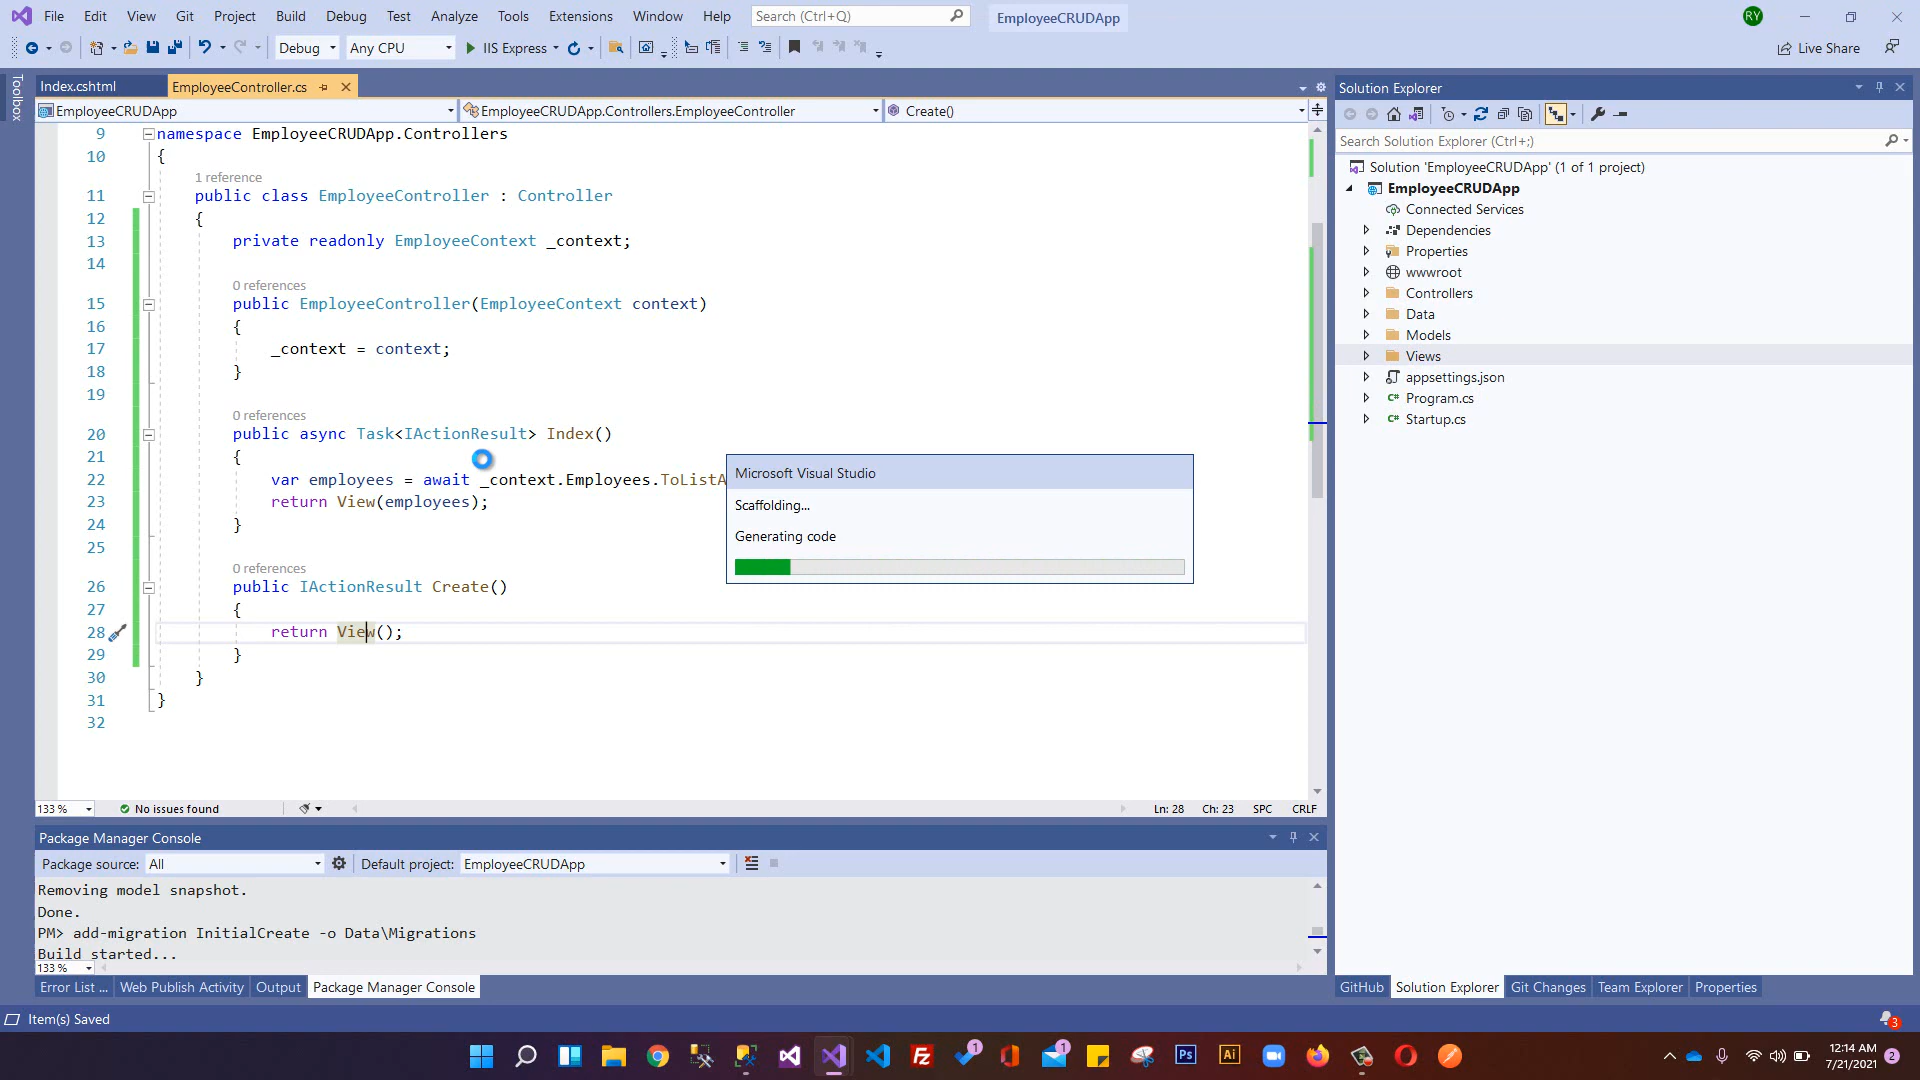 File Edit View Git Project Build Debug Test Analyze Tools Extensions Window Help Search (Ctrl+Q) EmployeeCRUDApp RY
Debug Any CPU IIS Express Live Share
Toolbox
Index.cshtml EmployeeController.cs
EmployeeCRUDApp EmployeeCRUDApp.Controllers.EmployeeController Create()
9 namespace EmployeeCRUDApp.Controllers
10 {
1 reference
11 public class EmployeeController : Controller
12 {
13 private readonly EmployeeContext _context;
14
0 references
15 public EmployeeController(EmployeeContext context)
16 {
17 _context = context;
18 }
19
0 references
20 public async Task<IActionResult> Index()
21 {
22 var employees = await _context.Employees.ToListA
23 return View(employees);
24 }
25
0 references
26 public IActionResult Create()
27 {
28 return View();
29 }
30 }
31 }
32
Microsoft Visual Studio
Scaffolding...
Generating code
133 % No issues found Ln: 28 Ch: 23 SPC CRLF
Package Manager Console
Package source: All Default project: EmployeeCRUDApp
Removing model snapshot.
Done.
PM> add-migration InitialCreate -o Data\Migrations
Build started...
133 %
Error List ... Web Publish Activity Output Package Manager Console
Solution Explorer
Search Solution Explorer (Ctrl+;)
Solution 'EmployeeCRUDApp' (1 of 1 project)
EmployeeCRUDApp
Connected Services
Dependencies
Properties
wwwroot
Controllers
Data
Models
Views
appsettings.json
Program.cs
Startup.cs
GitHub Solution Explorer Git Changes Team Explorer Properties
Item(s) Saved
3
1
1
Ps
Ai
12:14 AM
7/21/2021
2